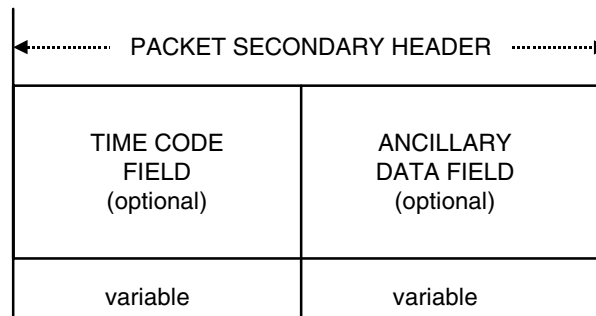 PACKET SECONDARY HEADER
TIME CODE
FIELD
(optional)
ANCILLARY
DATA FIELD
(optional)
variable
variable